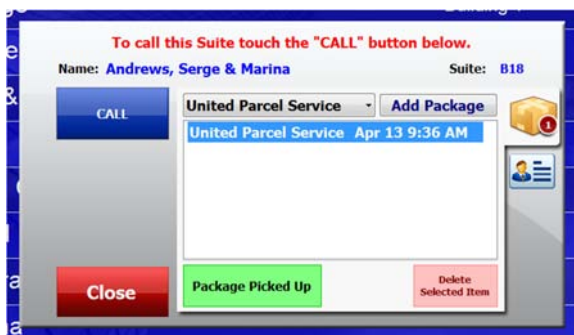 To call this Suite touch the "CALL" button below.
Name: Andrews, Serge & Marina Suite: B18
CALL
United Parcel Service Add Package
1
United Parcel Service Apr 13 9:36 AM
Close
Package Picked Up
Delete
Selected Item